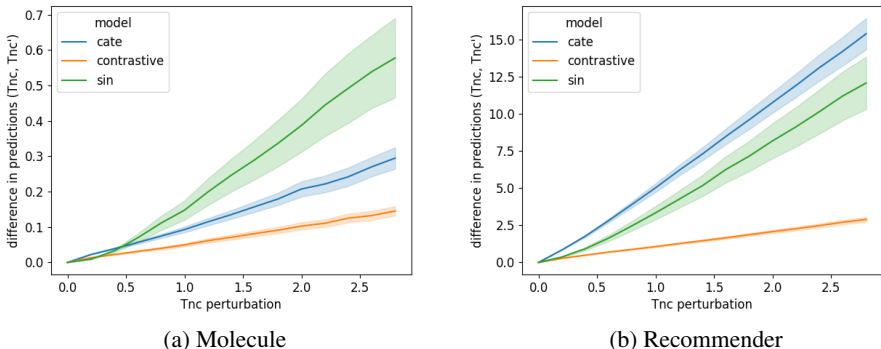 difference in predictions (Tnc, Tnc')
0.7
0.6
0.5
0.4
0.3
0.2
0.1
0.0
model
cate
contrastive
sin
0.0 0.5 1.0 1.5 2.0 2.5
Tnc perturbation
(a) Molecule
difference in predictions (Tnc, Tnc')
15.0
12.5
10.0
7.5
5.0
2.5
0.0
model
cate
contrastive
sin
0.0 0.5 1.0 1.5 2.0 2.5
Tnc perturbation
(b) Recommender